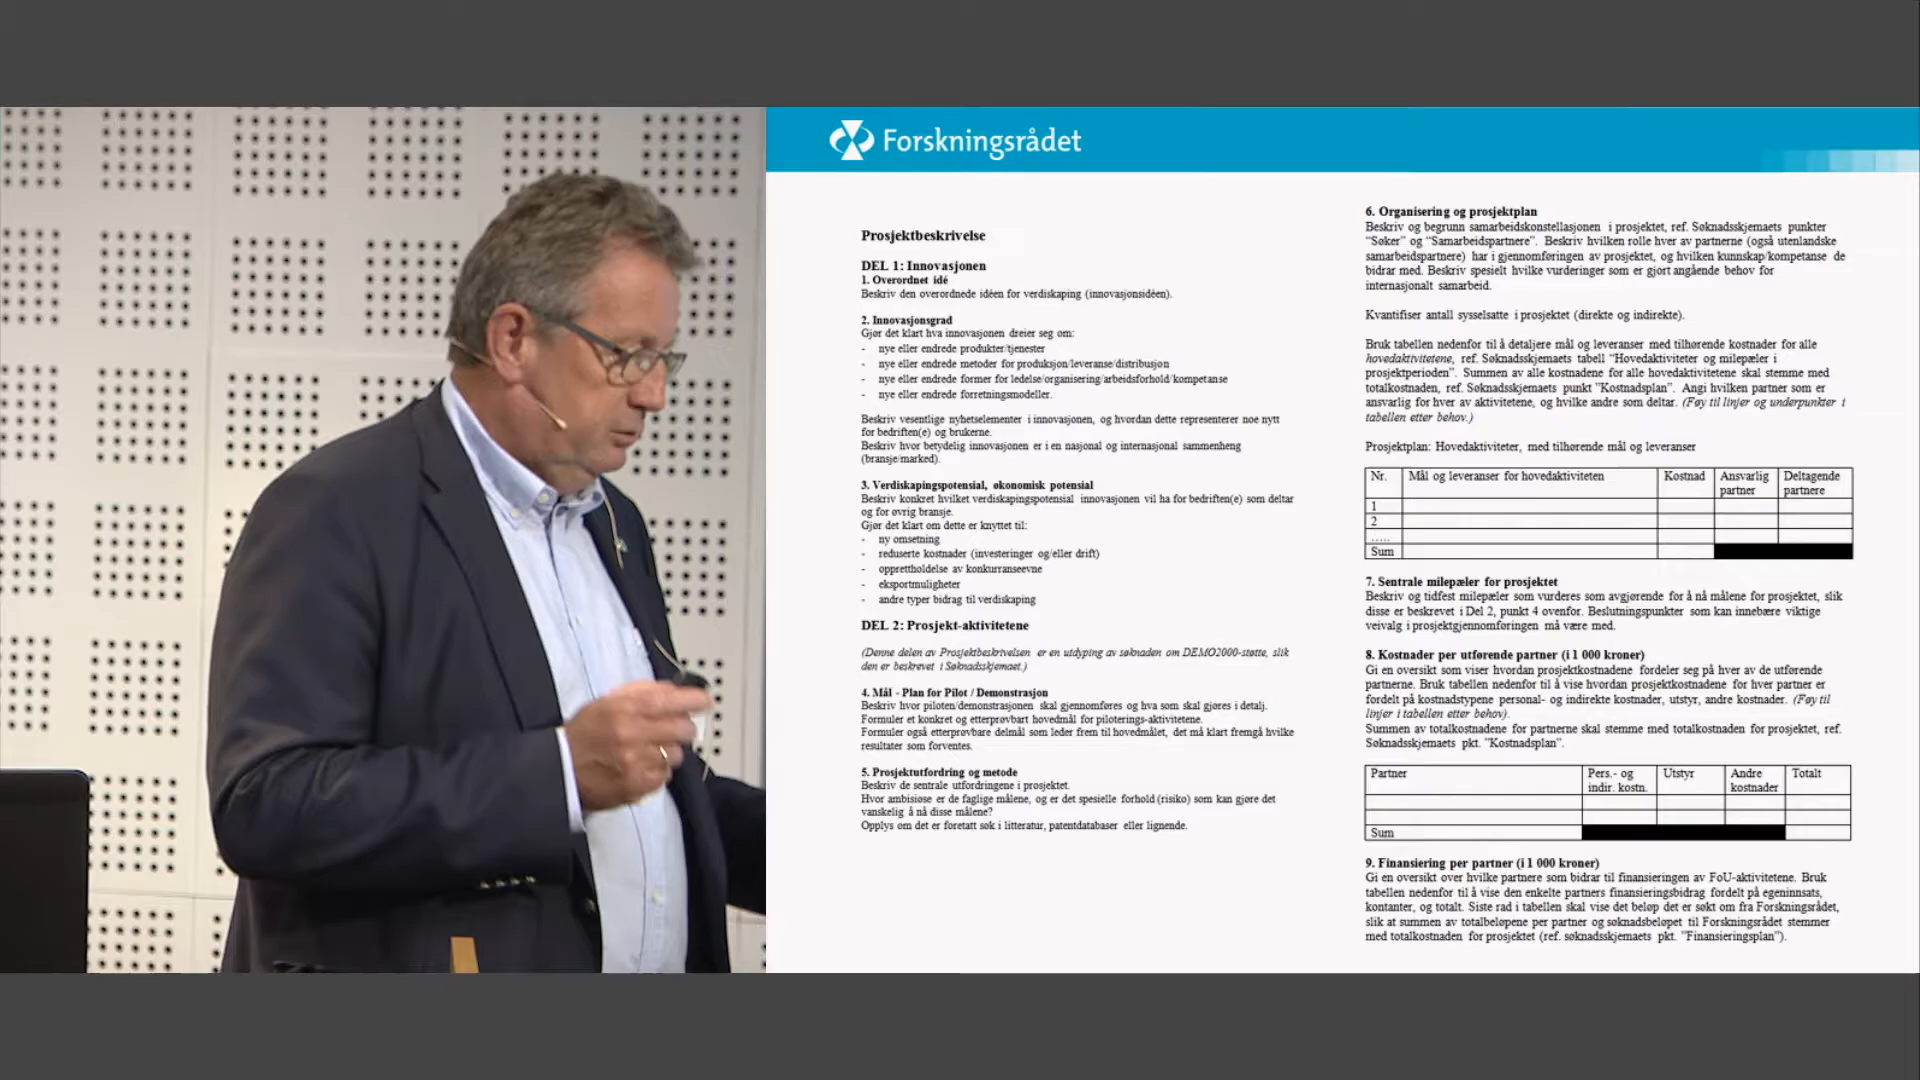 Forskningsrådet
Prosjektbeskrivelse
DEL 1: Innovasjonen
1. Overordnet idé
Beskriv den overordnede idéen for verdiskaping (innovasjonsidéen).
2. Innovasjonsgrad
Gjør det klart hva innovasjonen dreier seg om:
- nye eller endrede produkter/tjenester
- nye eller endrede metoder for produksjon/leveranse/distribusjon
- nye eller endrede former for ledelse/organisering/arbeidsforhold/kompetanse
- nye eller endrede forretningsmodeller.
Beskriv vesentlige nyhetselementer i innovasjonen, og hvordan dette representerer noe nytt
for bedriften(e) og brukerne.
Beskriv hvor betydelig innovasjonen er i en nasjonal og internasjonal sammenheng
(bransje/marked).
3. Verdiskapingspotensial, økonomisk potensial
Beskriv konkret hvilket verdiskapingspotensial innovasjonen vil ha for bedriften(e) som deltar
og for øvrig bransje.
Gjør det klart om dette er knyttet til:
- ny omsetning
- reduserte kostnader (investeringer og/eller drift)
- opprettholdelse av konkurranseevne
- eksportmuligheter
- andre typer bidrag til verdiskaping
DEL 2: Prosjekt-aktivitetene
(Denne delen av Prosjektbeskrivelsen er en utdyping av søknaden om DEMO2000-støtte, slik
den er beskrevet i Søknadsskjemaet.)
4. Mål - Plan for Pilot / Demonstrasjon
Beskriv hvor piloten/demonstrasjonen skal gjennomføres og hva som skal gjøres i detalj.
Formuler et konkret og etterprøvbart hovedmål for piloterings-aktivitetene.
Formuler også etterprøvbare delmål som leder frem til hovedmålet, det må klart fremgå hvilke
resultater som forventes.
5. Prosjektutfordring og metode
Beskriv de sentrale utfordringene i prosjektet.
Hvor ambisiøse er de faglige målene, og er det spesielle forhold (risiko) som kan gjøre det
vanskelig å nå disse målene?
Opplys om det er foretatt søk i litteratur, patentdatabaser eller lignende.
6. Organisering og prosjektplan
Beskriv og begrunn samarbeidskonstellasjonen i prosjektet, ref. Søknadsskjemaets punkter
"Søker" og "Samarbeidspartnere". Beskriv hvilken rolle hver av partnerne (også utenlandske
samarbeidspartnere) har i gjennomføringen av prosjektet, og hvilken kunnskap/kompetanse de
bidrar med. Beskriv spesielt hvilke vurderinger som er gjort angående behov for
internasjonalt samarbeid.
Kvantifiser antall sysselsatte i prosjektet (direkte og indirekte).
Bruk tabellen nedenfor til å detaljere mål og leveranser med tilhørende kostnader for alle
hovedaktivitetene, ref. Søknadsskjemaets tabell "Hovedaktiviteter og milepæler i
prosjektperioden". Summen av alle kostnadene for alle hovedaktivitetene skal stemme med
totalkostnaden, ref. Søknadsskjemaets punkt "Kostnadsplan". Angi hvilken partner som er
ansvarlig for hver av aktivitetene, og hvilke andre som deltar. (Føy til linjer og underpunkter i
tabellen etter behov.)
Prosjektplan: Hovedaktiviteter, med tilhørende mål og leveranser
Nr. Mål og leveranser for hovedaktiviteten Kostnad Ansvarlig Deltagende
partner partnere
1
2
.....
Sum
7. Sentrale milepæler for prosjektet
Beskriv og tidfest milepæler som vurderes som avgjørende for å nå målene for prosjektet, slik
disse er beskrevet i Del 2, punkt 4 ovenfor. Beslutningspunkter som kan innebære viktige
veivalg i prosjektgjennomføringen må være med.
8. Kostnader per utførende partner (i 1 000 kroner)
Gi en oversikt som viser hvordan prosjektkostnadene fordeler seg på hver av de utførende
partnerne. Bruk tabellen nedenfor til å vise hvordan prosjektkostnadene for hver partner er
fordelt på kostnadstypene personal- og indirekte kostnader, utstyr, andre kostnader. (Føy til
linjer i tabellen etter behov).
Summen av totalkostnadene for partnerne skal stemme med totalkostnaden for prosjektet, ref.
Søknadsskjemaets pkt. "Kostnadsplan".
Partner Pers.- og Utstyr Andre Totalt
indir. kostn. kostnader
Sum
9. Finansiering per partner (i 1 000 kroner)
Gi en oversikt over hvilke partnere som bidrar til finansieringen av FoU-aktivitetene. Bruk
tabellen nedenfor til å vise den enkelte partners finansieringsbidrag fordelt på egeninnsats,
kontanter, og totalt. Siste rad i tabellen skal vise det beløp det er søkt om fra Forskningsrådet,
slik at summen av totalbeløpene per partner og søknadsbeløpet til Forskningsrådet stemmer
med totalkostnaden for prosjektet (ref. søknadsskjemaets pkt. "Finansieringsplan").